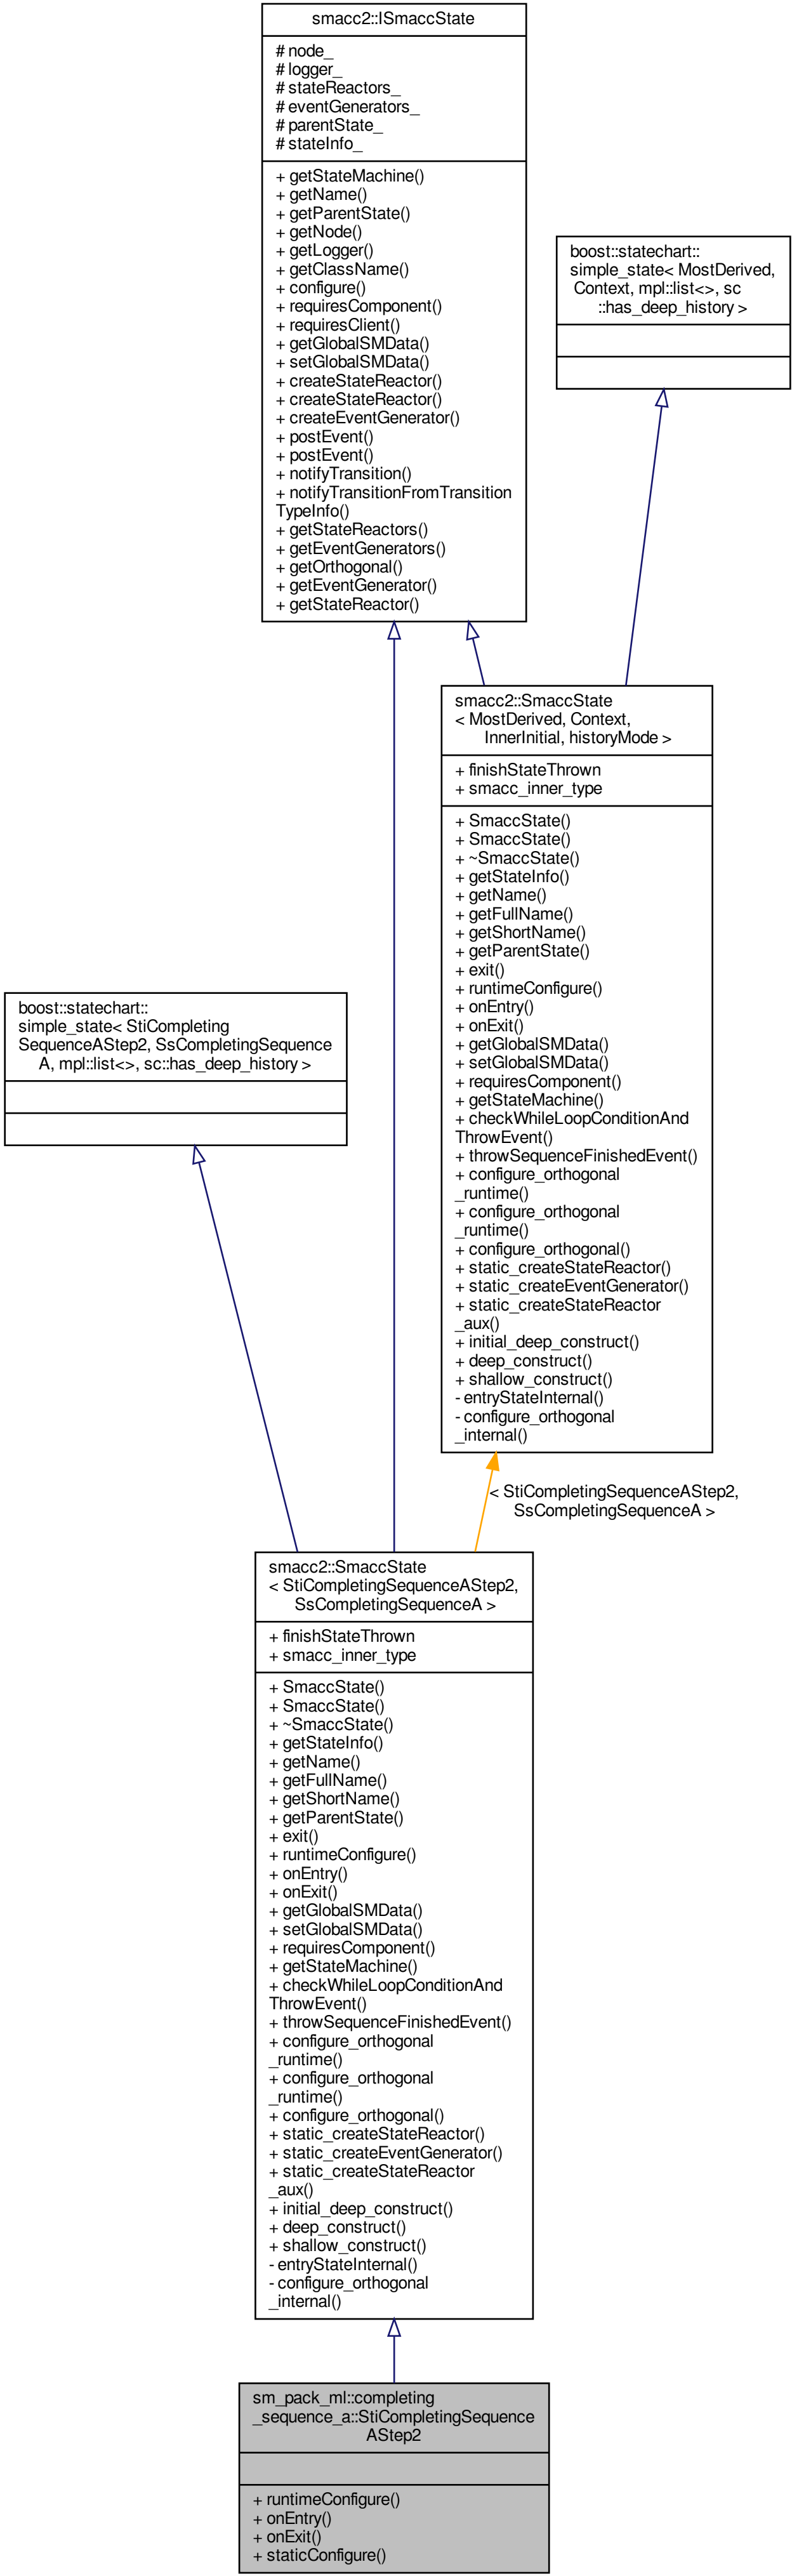 smacc2::ISmaccState
# node_
# logger_
# stateReactors_
# eventGenerators_
# parentState_
# stateInfo_
+ getStateMachine()
+ getName()
+ getParentState()
+ getNode()
+ getLogger()
+ getClassName()
+ configure()
+ requiresComponent()
+ requiresClient()
+ getGlobalSMData()
+ setGlobalSMData()
+ createStateReactor()
+ createStateReactor()
+ createEventGenerator()
+ postEvent()
+ postEvent()
+ notifyTransition()
+ notifyTransitionFromTransition
TypeInfo()
+ getStateReactors()
+ getEventGenerators()
+ getOrthogonal()
+ getEventGenerator()
+ getStateReactor()
boost::statechart::
simple_state< MostDerived,
Context, mpl::list<>, sc
::has_deep_history >
smacc2::SmaccState
< MostDerived, Context,
InnerInitial, historyMode >
+ finishStateThrown
+ smacc_inner_type
+ SmaccState()
+ SmaccState()
+ ~SmaccState()
+ getStateInfo()
+ getName()
+ getFullName()
+ getShortName()
+ getParentState()
+ exit()
+ runtimeConfigure()
+ onEntry()
+ onExit()
+ getGlobalSMData()
+ setGlobalSMData()
+ requiresComponent()
+ getStateMachine()
+ checkWhileLoopConditionAnd
ThrowEvent()
+ throwSequenceFinishedEvent()
+ configure_orthogonal
_runtime()
+ configure_orthogonal
_runtime()
+ configure_orthogonal()
+ static_createStateReactor()
+ static_createEventGenerator()
+ static_createStateReactor
_aux()
+ initial_deep_construct()
+ deep_construct()
+ shallow_construct()
- entryStateInternal()
- configure_orthogonal
_internal()
boost::statechart::
simple_state< StiCompleting
SequenceAStep2, SsCompletingSequence
A, mpl::list<>, sc::has_deep_history >
< StiCompletingSequenceAStep2,
SsCompletingSequenceA >
smacc2::SmaccState
< StiCompletingSequenceAStep2,
SsCompletingSequenceA >
+ finishStateThrown
+ smacc_inner_type
+ SmaccState()
+ SmaccState()
+ ~SmaccState()
+ getStateInfo()
+ getName()
+ getFullName()
+ getShortName()
+ getParentState()
+ exit()
+ runtimeConfigure()
+ onEntry()
+ onExit()
+ getGlobalSMData()
+ setGlobalSMData()
+ requiresComponent()
+ getStateMachine()
+ checkWhileLoopConditionAnd
ThrowEvent()
+ throwSequenceFinishedEvent()
+ configure_orthogonal
_runtime()
+ configure_orthogonal
_runtime()
+ configure_orthogonal()
+ static_createStateReactor()
+ static_createEventGenerator()
+ static_createStateReactor
_aux()
+ initial_deep_construct()
+ deep_construct()
+ shallow_construct()
- entryStateInternal()
- configure_orthogonal
_internal()
sm_pack_ml::completing
_sequence_a::StiCompletingSequence
AStep2
+ runtimeConfigure()
+ onEntry()
+ onExit()
+ staticConfigure()